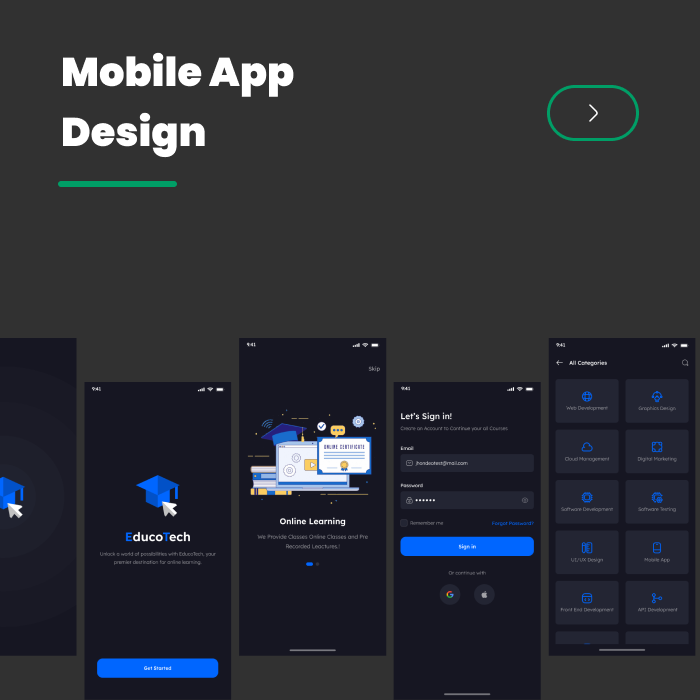 Mobile App
Design
9:41
EducoTech
Unlock a world of possibilities with EducoTech, your
premier destination for online learning.
Get Started
9:41
Skip
ONLINE CERTIFICATE
Online Learning
We Provide Classes Online Classes and Pre
Recorded Leactures.!
9:41
Let's Sign in!
Create an account to Continue your all Courses
Email
jhondeotest@mail.com
Password
Remember me
Forgot Password?
Sign in
Or continue with
9:41
All Categories
Web Development
Graphics Design
Cloud Management
Digital Marketing
Software Development
Software Testing
UI/UX Design
Mobile App
Front End Development
API Development